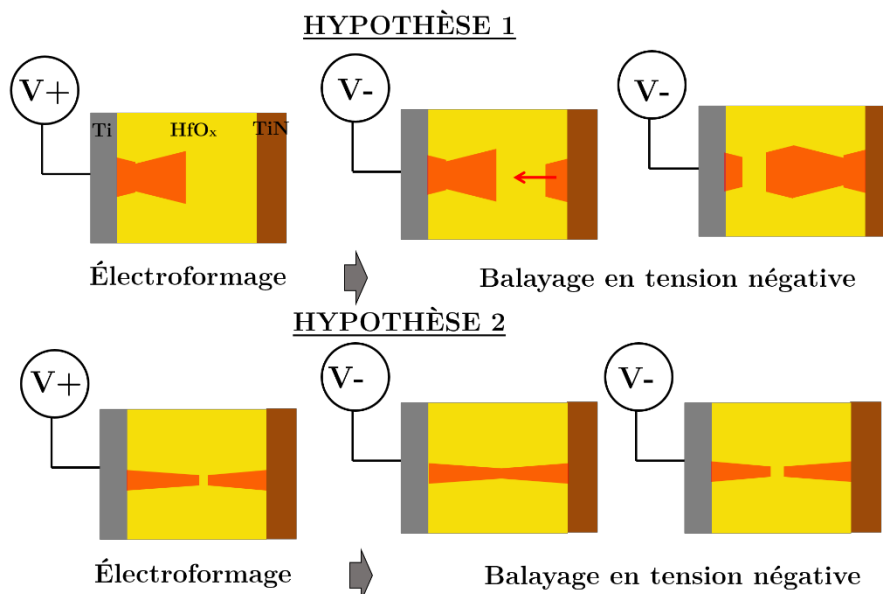 HYPOTHÈSE 1
V+
V-
V-
Ti
HfOₓ
TiN
Électroformage
Balayage en tension négative
HYPOTHÈSE 2
V+
V-
V-
Électroformage
Balayage en tension négative